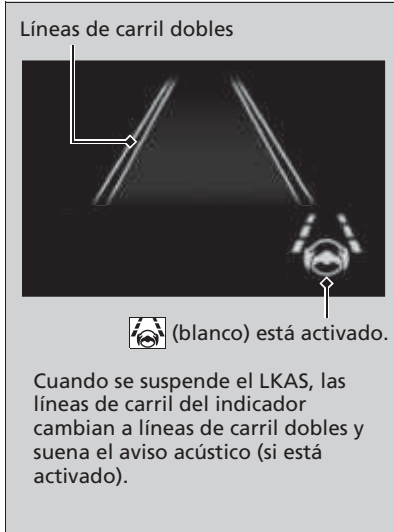 Líneas de carril dobles
(blanco) está activado.
Cuando se suspende el LKAS, las
líneas de carril del indicador
cambian a líneas de carril dobles y
suena el aviso acústico (si está
activado).